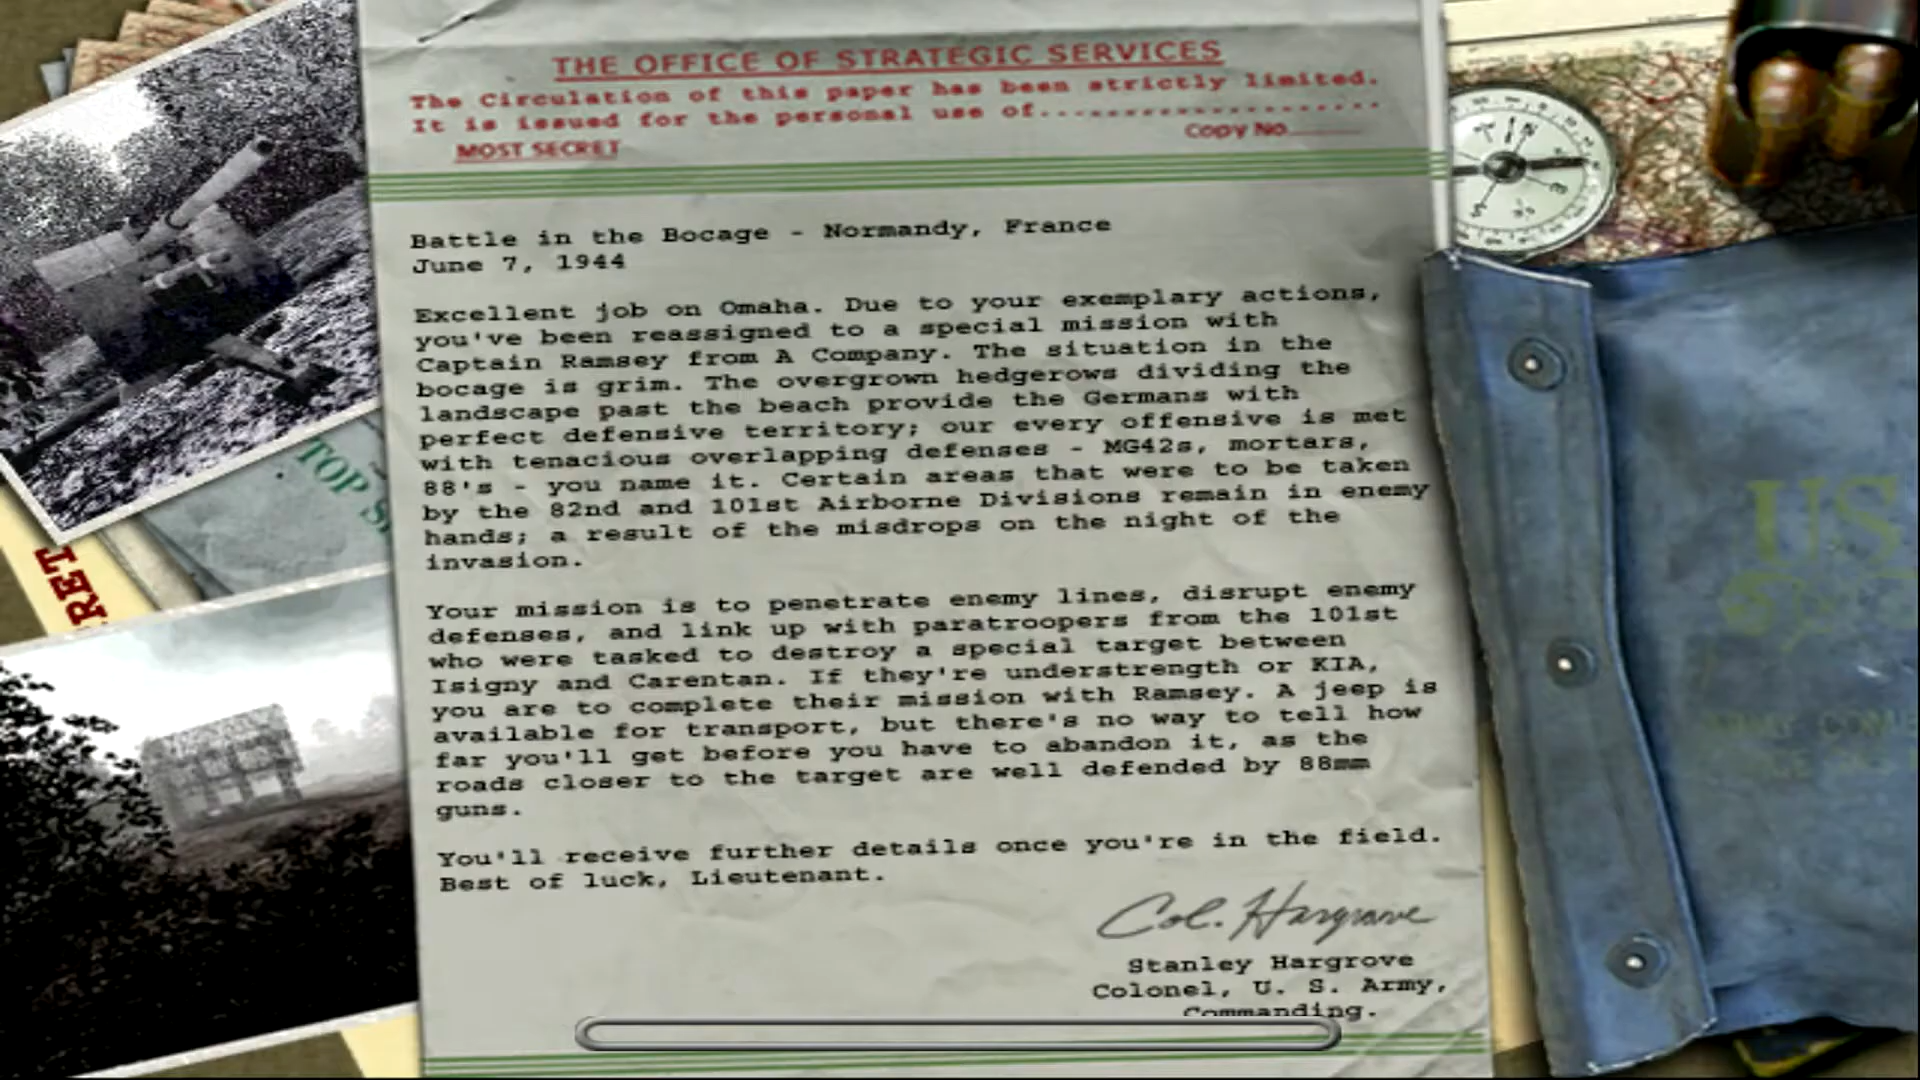 THE OFFICE OF STRATEGIC SERVICES
The Circulation of this paper has been strictly limited.
It is issued for the personal use of.....................
MOST SECRET
Copy No.
Battle in the Bocage - Normandy, France
June 7, 1944
Excellent job on Omaha. Due to your exemplary actions,
you've been reassigned to a special mission with
Captain Ramsey from A Company. The situation in the
bocage is grim. The overgrown hedgerows dividing the
landscape past the beach provide the Germans with
perfect defensive territory; our every offensive is met
with tenacious overlapping defenses - MG42s, mortars,
88's - you name it. Certain areas that were to be taken
by the 82nd and 101st Airborne Divisions remain in enemy
hands; a result of the misdrops on the night of the
invasion.
Your mission is to penetrate enemy lines, disrupt enemy
defenses, and link up with paratroopers from the 101st
who were tasked to destroy a special target between
Isigny and Carentan. If they're understrength or KIA,
you are to complete their mission with Ramsey. A jeep is
available for transport, but there's no way to tell how
far you'll get before you have to abandon it, as the
roads closer to the target are well defended by 88mm
guns.
You'll receive further details once you're in the field.
Best of luck, Lieutenant.
Col. Hargrove
Stanley Hargrove
Colonel, U. S. Army,
Commanding.
TOP S
RET
US
N
E
S